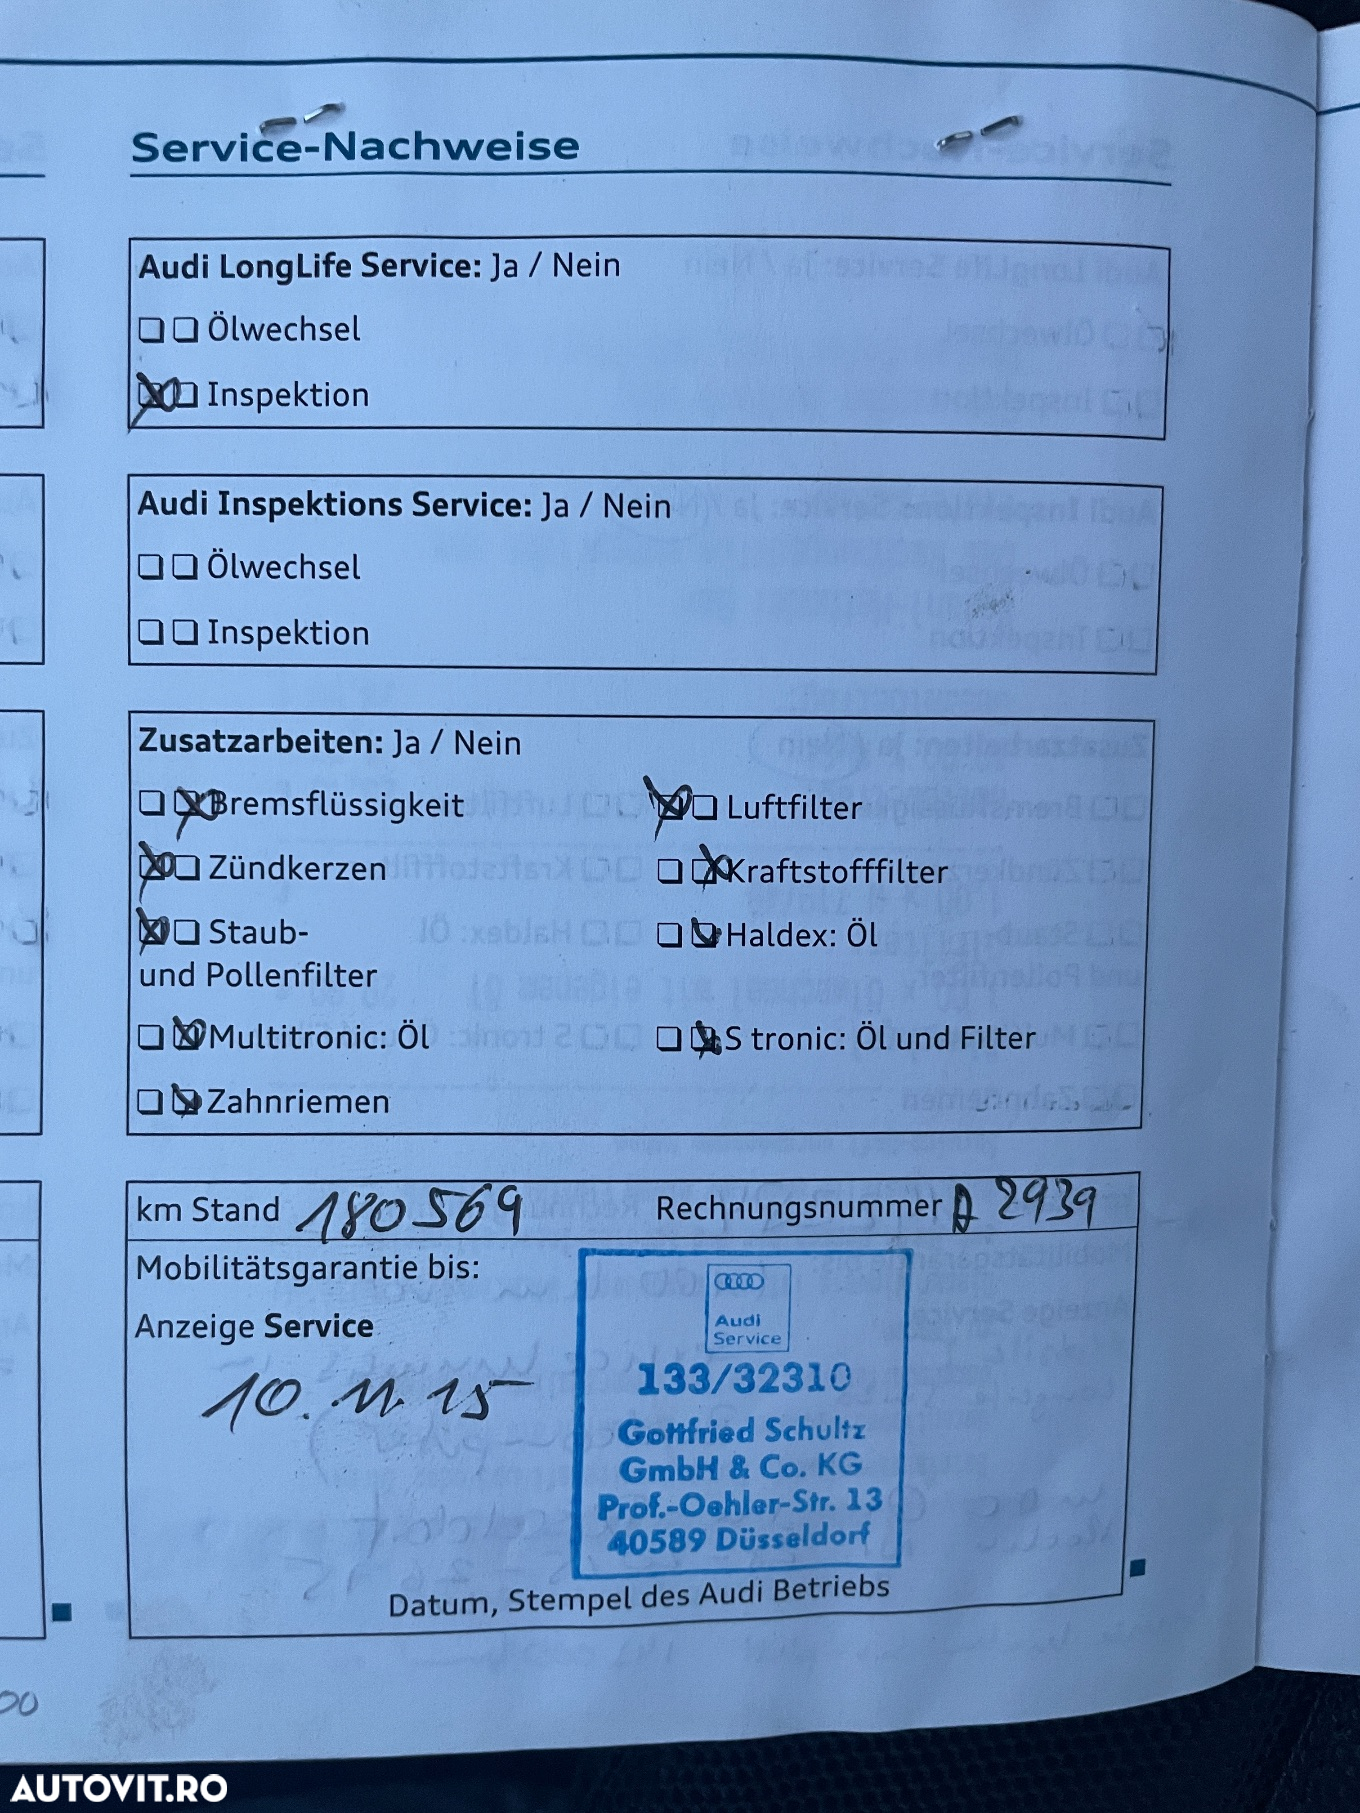 Service-Nachweise
Audi LongLife Service: Ja / Nein
Ölwechsel
Inspektion
Audi Inspektions Service: Ja / Nein
Ölwechsel
Inspektion
Zusatzarbeiten: Ja / Nein
Bremsflüssigkeit
Luftfilter
Zündkerzen
Kraftstofffilter
Staub-
und Pollenfilter
Haldex: Öl
Multitronic: Öl
S tronic: Öl und Filter
Zahnriemen
km Stand 180569
Rechnungsnummer A 2939
Mobilitätsgarantie bis:
Anzeige Service
10.11.15
Audi
Service
133/32310
Gottfried Schultz
GmbH & Co. KG
Prof.-Oehler-Str. 13
40589 Düsseldorf
Datum, Stempel des Audi Betriebs
00
AUTOVIT.RO